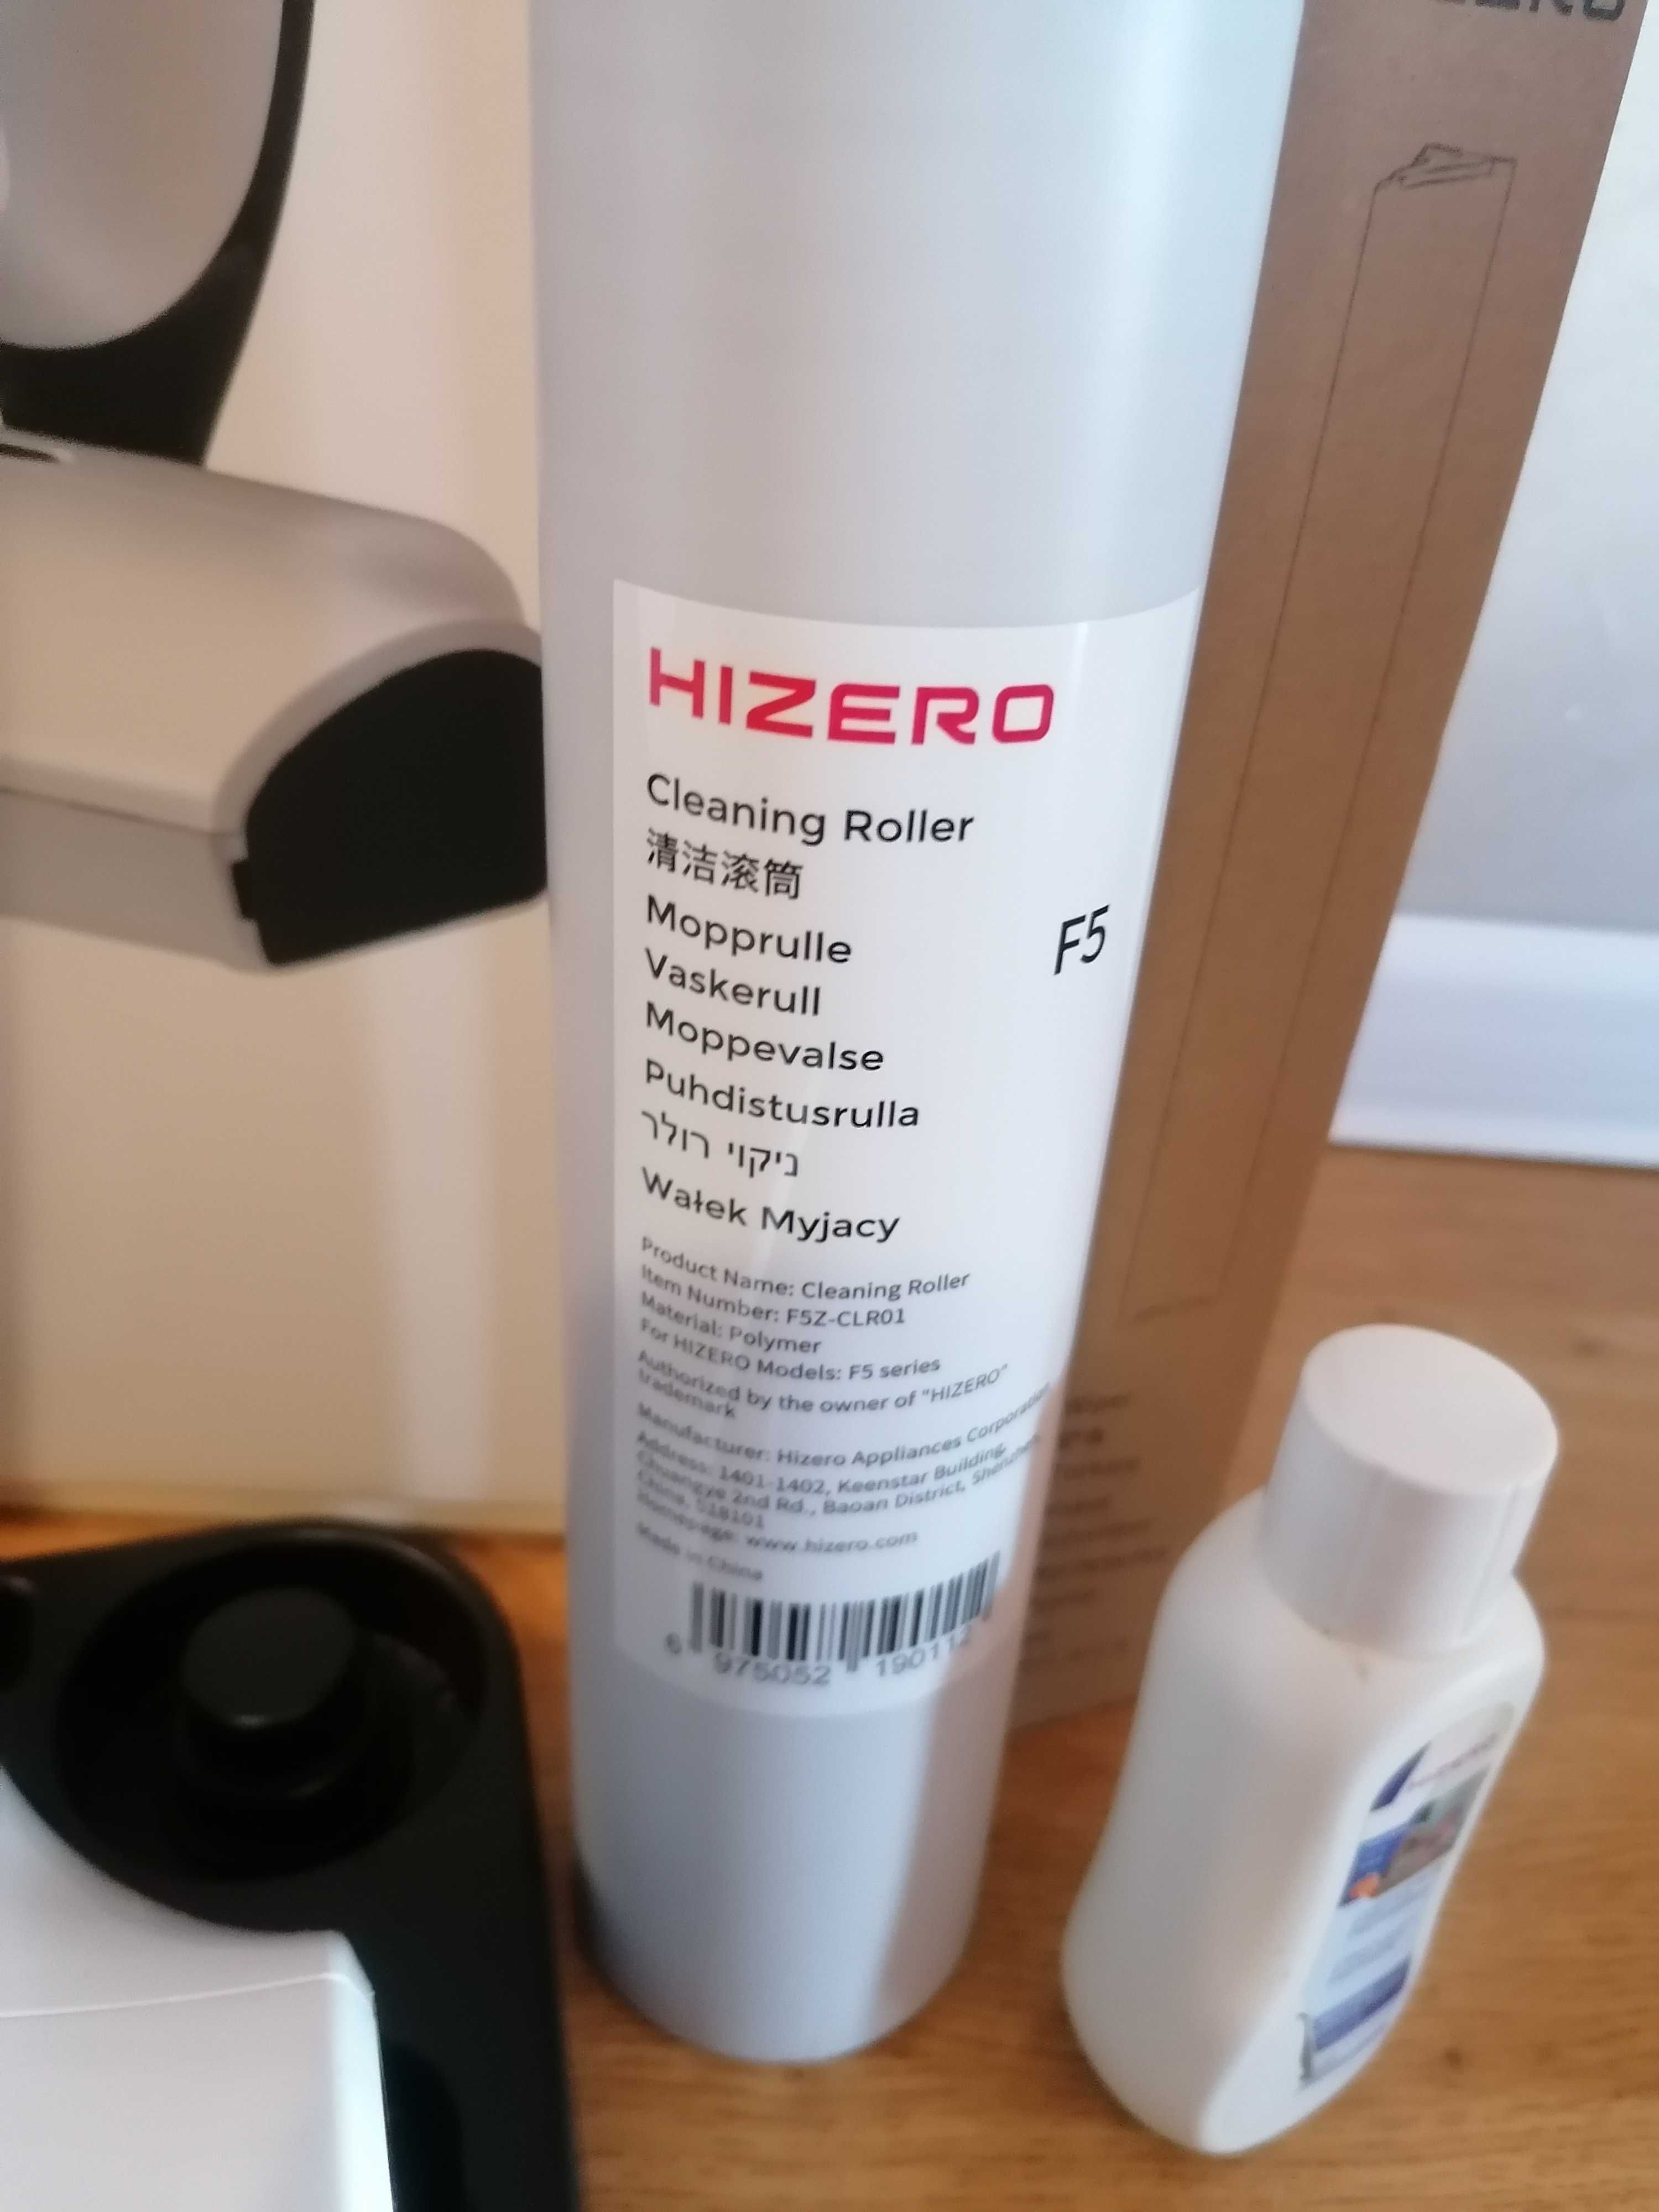 HIZERO
Cleaning Roller
清洁滚筒
Mopprulle
F5
Vaskerull
Moppevalse
Puhdistusrulla
ניקוי רולר
Wałek Myjacy
Product Name: Cleaning Roller
Item Number: F5Z-CLR01
Material: Polymer
For HIZERO Models: F5 series
Authorized by the owner of "HIZERO"
trademark
Manufacturer: Hizero Appliances Corporation
Address: 1401-1402, Keenstar Building,
Chuangye 2nd Rd., Baoan District, Shenzhen,
China, 518101
Homepage: www.hizero.com
Made in China
6 975052 190112